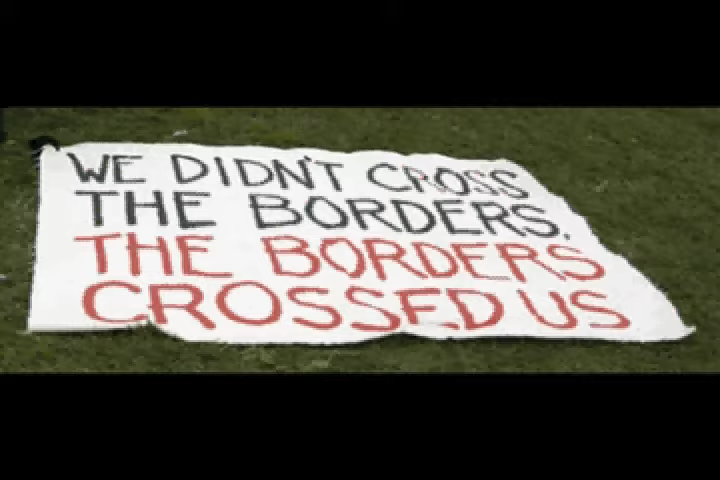 WE DIDN'T CROSS
THE BORDERS,
THE BORDERS
CROSSED US